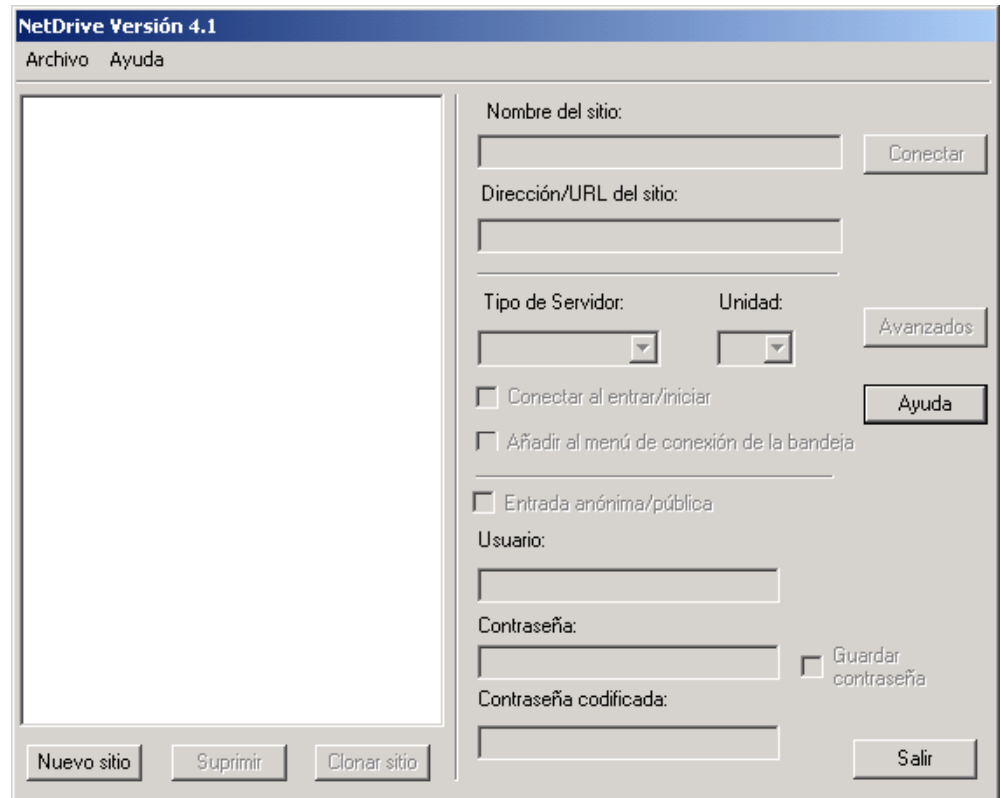 NetDrive Versión 4.1
Archivo Ayuda
Nombre del sitio:
Conectar
Dirección/URL del sitio:
Tipo de Servidor:
Unidad:
Avanzados
Conectar al entrar/iniciar
Ayuda
Añadir al menú de conexión de la bandeja
Entrada anónima/pública
Usuario:
Contraseña:
Guardar
contraseña
Contraseña codificada:
Nuevo sitio
Suprimir
Clonar sitio
Salir